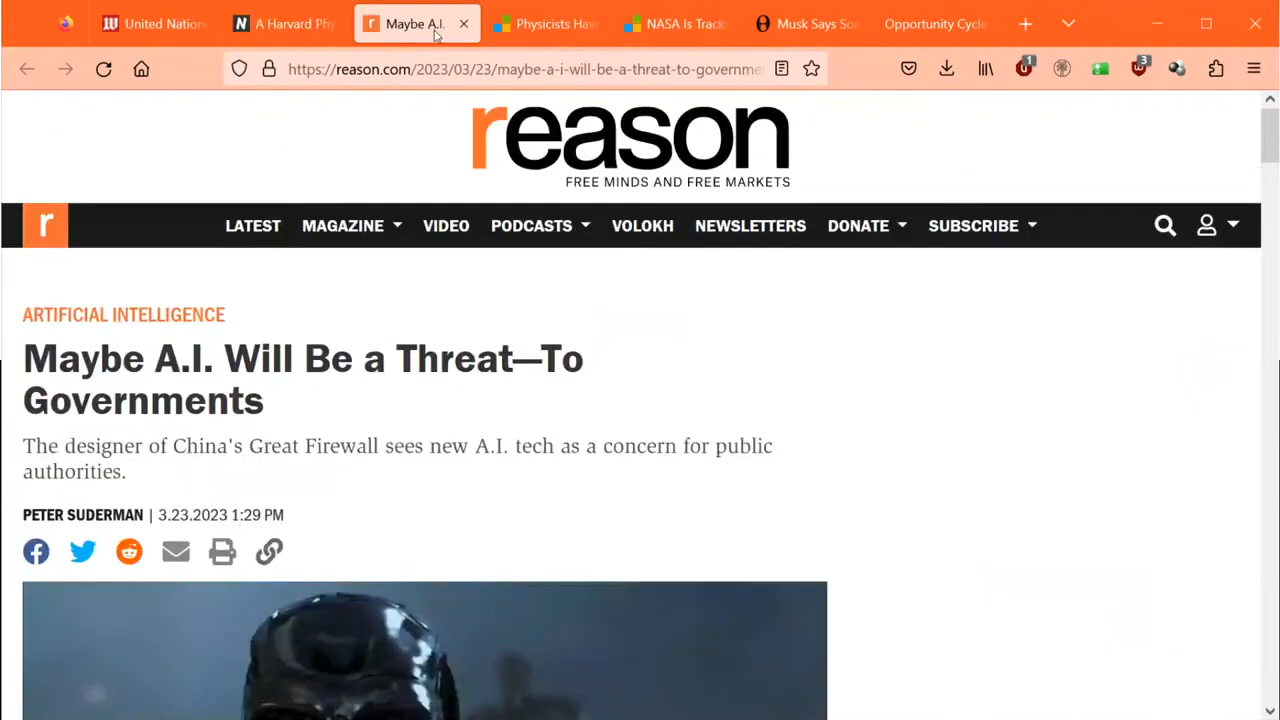 United Nation
A Harvard Phy
Maybe A.I.
Physicists Hav
NASA Is Track
Musk Says Sor
Opportunity Cycle
https://reason.com/2023/03/23/maybe-a-i-will-be-a-threat-to-governme
1
3
reason
FREE MINDS AND FREE MARKETS
r LATEST MAGAZINE VIDEO PODCASTS VOLOKH NEWSLETTERS DONATE SUBSCRIBE
ARTIFICIAL INTELLIGENCE
Maybe A.I. Will Be a Threat—To
Governments
The designer of China's Great Firewall sees new A.I. tech as a concern for public
authorities.
PETER SUDERMAN | 3.23.2023 1:29 PM